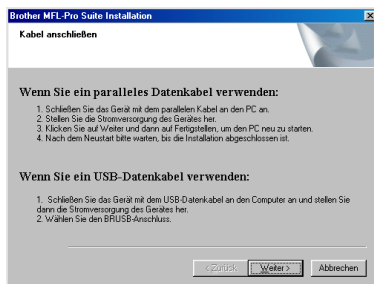 Brother MFL-Pro Suite Installation
Kabel anschließen
Wenn Sie ein paralleles Datenkabel verwenden:
1. Schließen Sie das Gerät mit dem parallelen Kabel an den PC an.
2. Stellen Sie die Stromversorgung des Gerätes her.
3. Klicken Sie auf Weiter und dann auf Fertigstellen, um den PC neu zu starten.
4. Nach dem Neustart bitte warten, bis die Installation abgeschlossen ist.
Wenn Sie ein USB-Datenkabel verwenden:
1. Schließen Sie das Gerät mit dem USB-Datenkabel an den Computer an und stellen Sie
dann die Stromversorgung des Gerätes her.
2. Wählen Sie den BRUSB-Anschluss.
< Zurück Weiter > Abbrechen